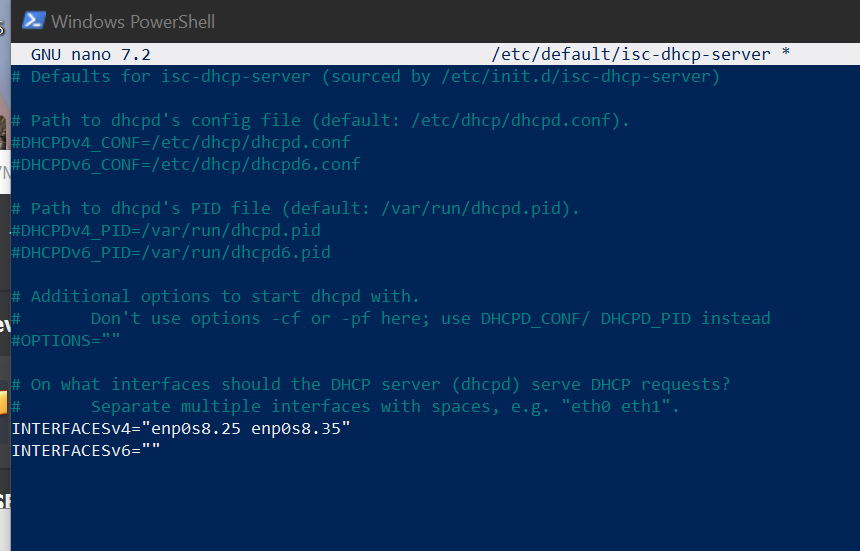 Windows PowerShell
GNU nano 7.2 /etc/default/isc-dhcp-server *
# Defaults for isc-dhcp-server (sourced by /etc/init.d/isc-dhcp-server)
# Path to dhcpd's config file (default: /etc/dhcp/dhcpd.conf).
#DHCPDv4_CONF=/etc/dhcp/dhcpd.conf
#DHCPDv6_CONF=/etc/dhcp/dhcpd6.conf
# Path to dhcpd's PID file (default: /var/run/dhcpd.pid).
#DHCPDv4_PID=/var/run/dhcpd.pid
#DHCPDv6_PID=/var/run/dhcpd6.pid
# Additional options to start dhcpd with.
#       Don't use options -cf or -pf here; use DHCPD_CONF/ DHCPD_PID instead
#OPTIONS=""
# On what interfaces should the DHCP server (dhcpd) serve DHCP requests?
#       Separate multiple interfaces with spaces, e.g. "eth0 eth1".
INTERFACESv4="enp0s8.25 enp0s8.35"
INTERFACESv6=""